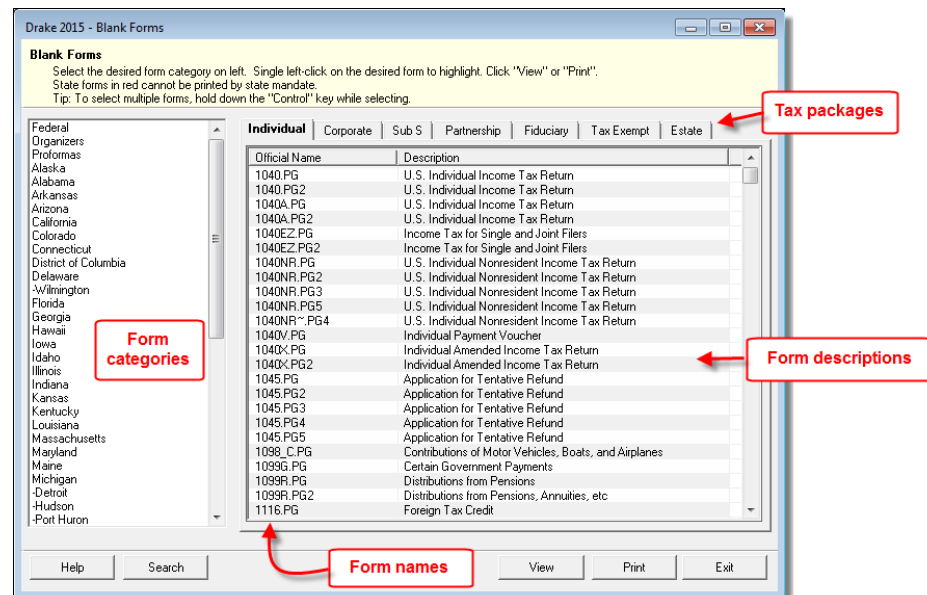 Drake 2015 - Blank Forms
Blank Forms
Select the desired form category on left. Single left-click on the desired form to highlight. Click "View" or "Print".
State forms in red cannot be printed by state mandate.
Tip: To select multiple forms, hold down the "Control" key while selecting.
Tax packages
Federal
Organizers
Proformas
Alaska
Alabama
Arkansas
Arizona
California
Colorado
Connecticut
District of Columbia
Delaware
-Wilmington
Florida
Georgia
Hawaii
Iowa
Idaho
Illinois
Indiana
Kansas
Kentucky
Louisiana
Massachusetts
Maryland
Maine
Michigan
-Detroit
-Hudson
-Port Huron
Form
categories
Individual Corporate Sub S Partnership Fiduciary Tax Exempt Estate
Official Name Description
1040.PG U.S. Individual Income Tax Return
1040.PG2 U.S. Individual Income Tax Return
1040A.PG U.S. Individual Income Tax Return
1040A.PG2 U.S. Individual Income Tax Return
1040EZ.PG Income Tax for Single and Joint Filers
1040EZ.PG2 Income Tax for Single and Joint Filers
1040NR.PG U.S. Individual Nonresident Income Tax Return
1040NR.PG2 U.S. Individual Nonresident Income Tax Return
1040NR.PG3 U.S. Individual Nonresident Income Tax Return
1040NR.PG5 U.S. Individual Nonresident Income Tax Return
1040NR~.PG4 U.S. Individual Nonresident Income Tax Return
1040V.PG Individual Payment Voucher
1040X.PG Individual Amended Income Tax Return
1040X.PG2 Individual Amended Income Tax Return
1045.PG Application for Tentative Refund
1045.PG2 Application for Tentative Refund
1045.PG3 Application for Tentative Refund
1045.PG4 Application for Tentative Refund
1045.PG5 Application for Tentative Refund
1098_C.PG Contributions of Motor Vehicles, Boats, and Airplanes
1099G.PG Certain Government Payments
1099R.PG Distributions from Pensions
1099R.PG2 Distributions from Pensions, Annuities, etc
1116.PG Foreign Tax Credit
Form descriptions
Form names
Help Search View Print Exit